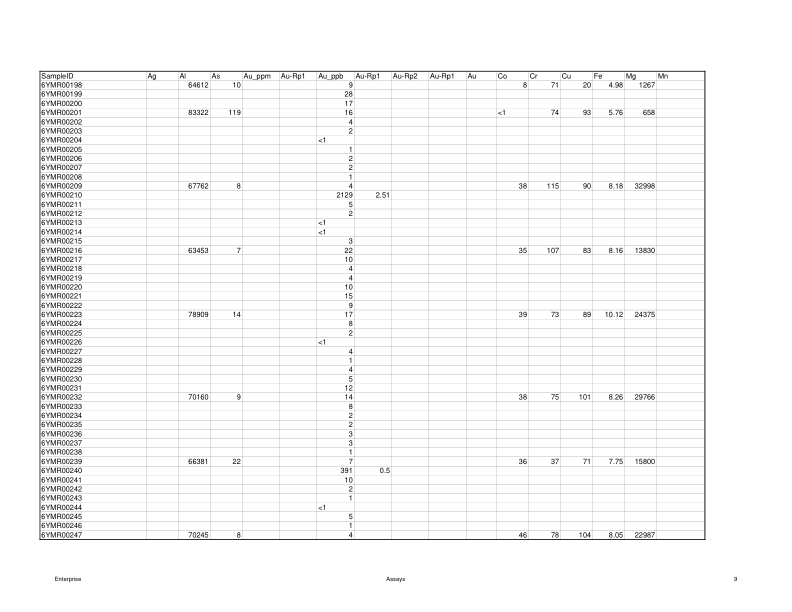 SampleID Ag Al As Au_ppm Au-Rp1 Au_ppb Au-Rp1 Au-Rp2 Au-Rp1 Au Co Cr Cu Fe Mg Mn
6YMR00198 64612 10 9 8 71 20 4.98 1267
6YMR00199 28
6YMR00200 17
6YMR00201 83322 119 16 <1 74 93 5.76 658
6YMR00202 4
6YMR00203 2
6YMR00204 <1
6YMR00205 1
6YMR00206 2
6YMR00207 2
6YMR00208 1
6YMR00209 67762 8 4 38 115 90 8.18 32998
6YMR00210 2129 2.51
6YMR00211 5
6YMR00212 2
6YMR00213 <1
6YMR00214 <1
6YMR00215 3
6YMR00216 63453 7 22 35 107 83 8.16 13830
6YMR00217 10
6YMR00218 4
6YMR00219 4
6YMR00220 10
6YMR00221 15
6YMR00222 9
6YMR00223 78909 14 17 39 73 89 10.12 24375
6YMR00224 8
6YMR00225 2
6YMR00226 <1
6YMR00227 4
6YMR00228 1
6YMR00229 4
6YMR00230 5
6YMR00231 12
6YMR00232 70160 9 14 38 75 101 8.26 29766
6YMR00233 8
6YMR00234 2
6YMR00235 2
6YMR00236 3
6YMR00237 3
6YMR00238 1
6YMR00239 66381 22 7 36 37 71 7.75 15800
6YMR00240 391 0.5
6YMR00241 10
6YMR00242 2
6YMR00243 1
6YMR00244 <1
6YMR00245 5
6YMR00246 1
6YMR00247 70245 8 4 46 78 104 8.05 22987
Enterprise Assays 9